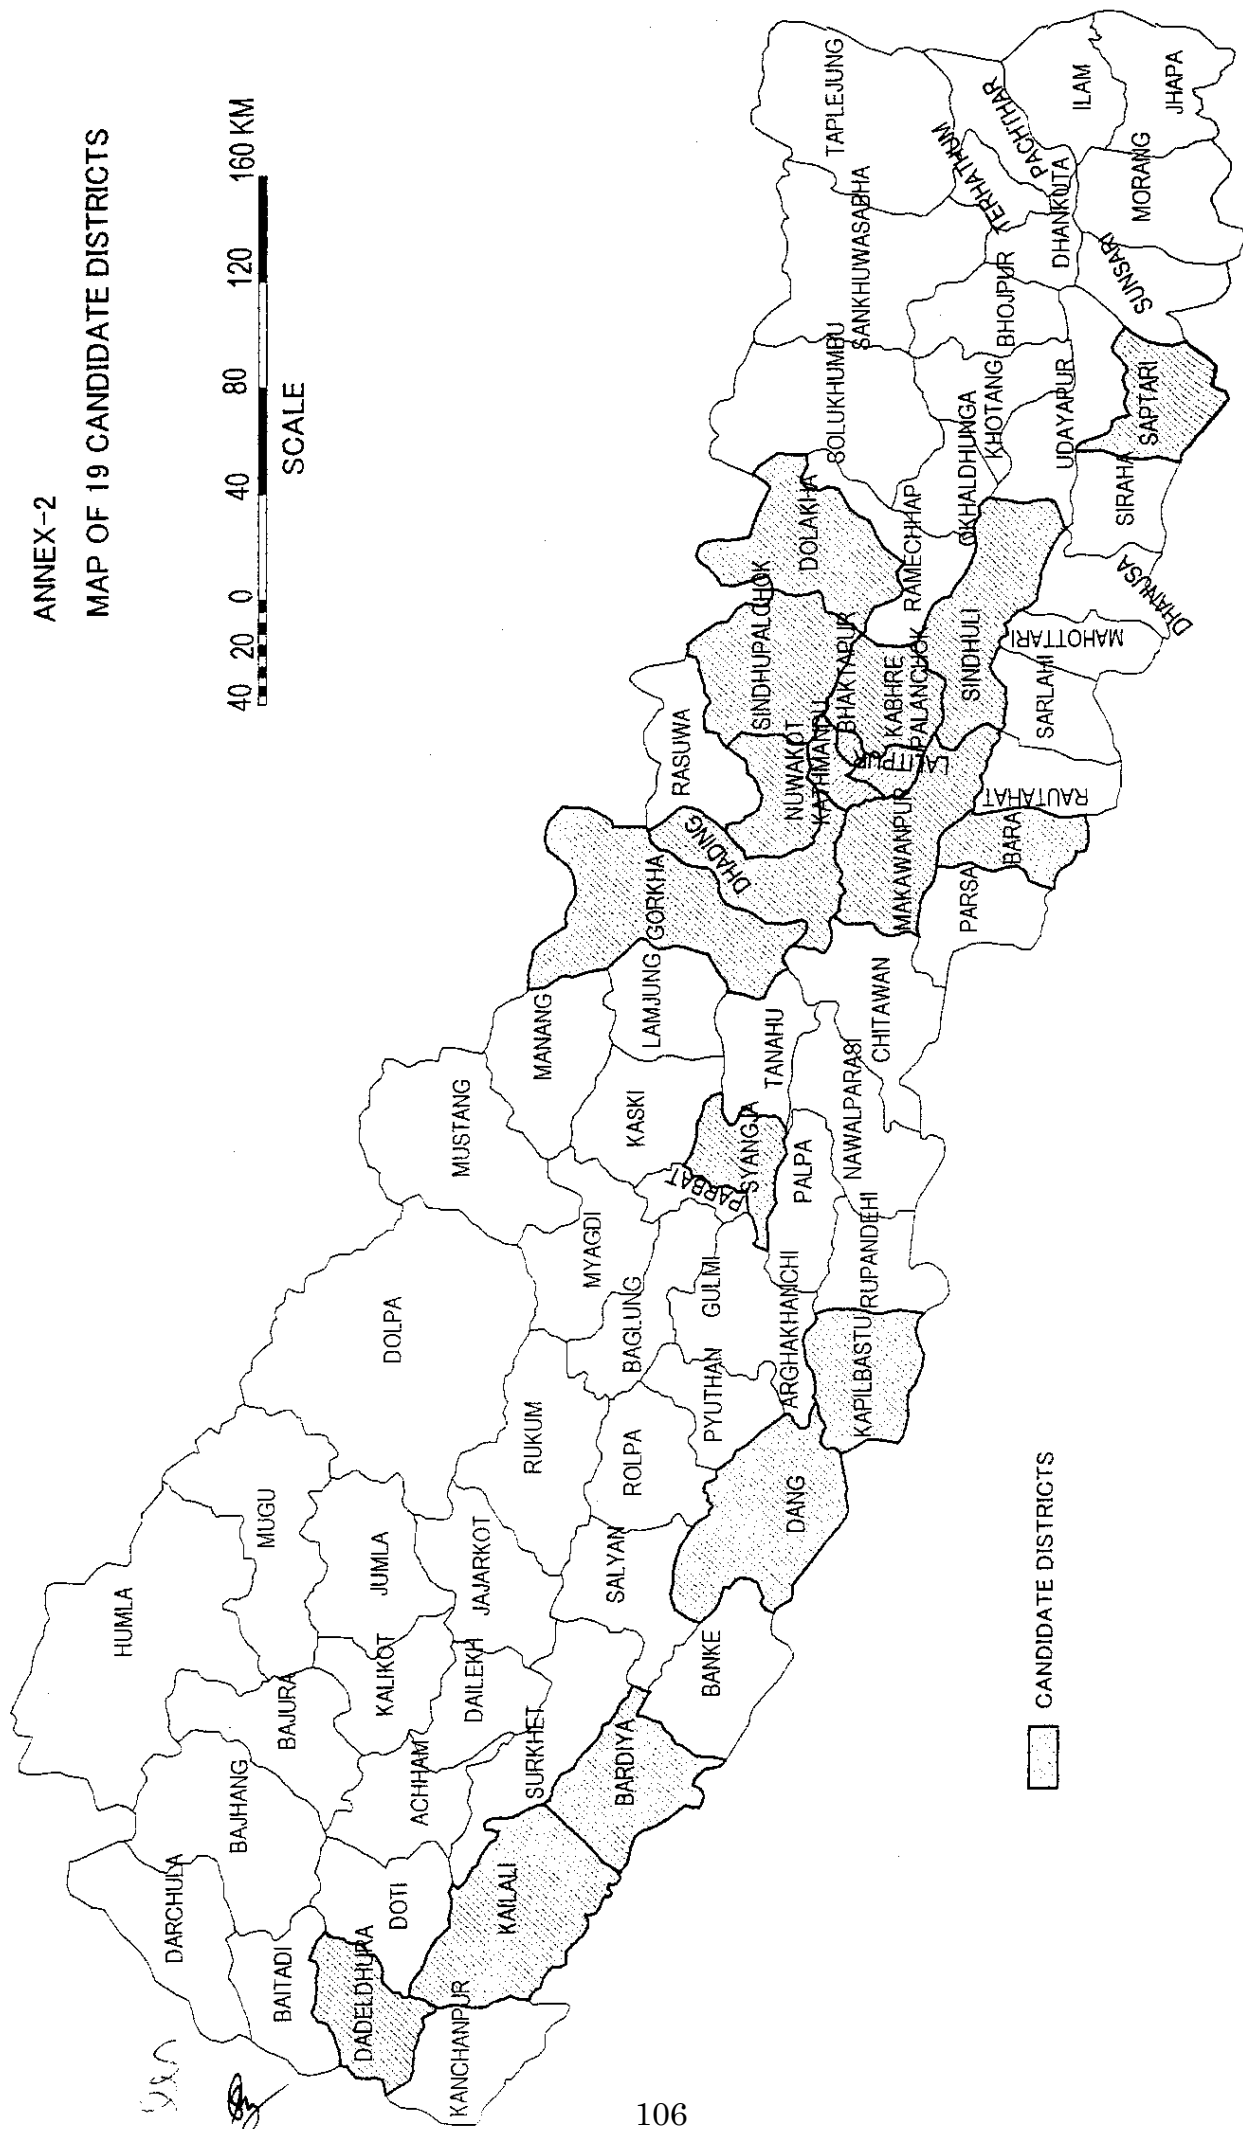 ANNEX-2
MAP OF 19 CANDIDATE DISTRICTS
40 20 0 40 80 120 160 KM
SCALE
HUMLA
DARCHULA
BAJHANG
BAJURA
MUGU
BAITADI
DADELDHURA
DOTI
ACHHAM
KALIKOT
JUMLA
DOLPA
MUSTANG
KANCHANPUR
KAILALI
SURKHET
DAILEKH
JAJARKOT
RUKUM
MYAGDI
MANANG
BARDIYA
BANKE
SALYAN
ROLPA
BAGLUNG
PARBAT
KASKI
LAMJUNG
GORKHA
DANG
PYUTHAN
GULMI
SYANGJA
TANAHU
DHADING
RASUWA
ARGHAKHANCHI
PALPA
KAPILBASTU
RUPANDEHI
NAWALPARASI
CHITAWAN
NUWAKOT
SINDHUPALCHOK
DOLAKHA
KATHMANDU
BHAKTAPUR
LALITPUR
KABHRE
PALANCHOK
RAMECHHAP
MAKAWANPUR
SINDHULI
PARSA
BARA
RAUTAHAT
SARLAHI
MAHOTTARI
DHANUSA
SIRAHA
SAPTARI
UDAYAPUR
OKHALDHUNGA
KHOTANG
SOLUKHUMBU
SANKHUWASABHA
TAPLEJUNG
BHOJPUR
TERHATHUM
PACHTHAR
DHANKUTA
SUNSARI
MORANG
ILAM
JHAPA
CANDIDATE DISTRICTS
106